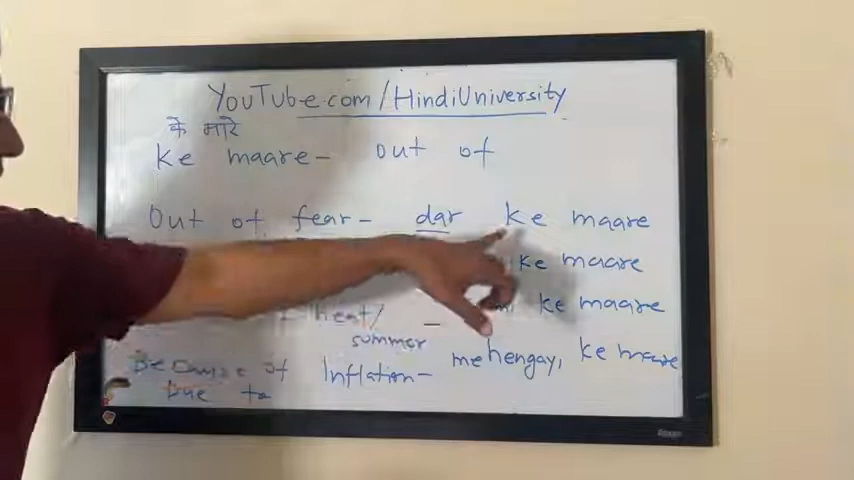 YouTube.com/HindiUniversity
के मारे
ke maare- out of
Out of fear- dar ke maare
ke maare
heat/ - ke maare
summer
Because of Inflation- mehengayi ke maare
Due to